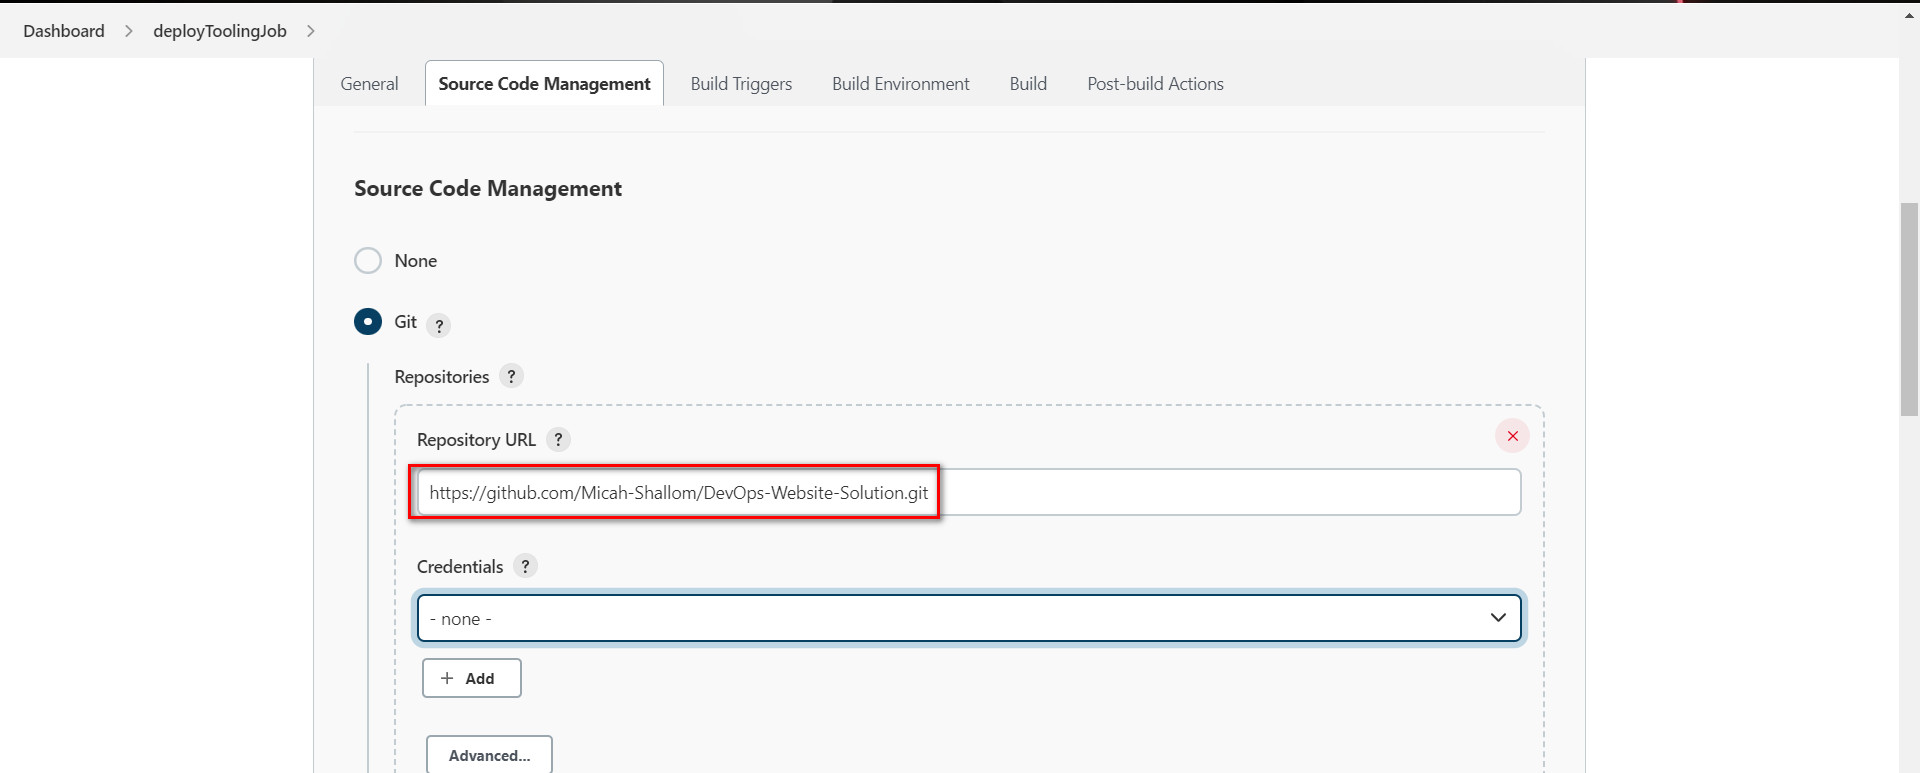 Dashboard > deployToolingJob >
General Source Code Management Build Triggers Build Environment Build Post-build Actions
Source Code Management
None
Git ?
Repositories ?
Repository URL ?
https://github.com/Micah-Shallom/DevOps-Website-Solution.git
Credentials ?
- none -
+ Add
Advanced...